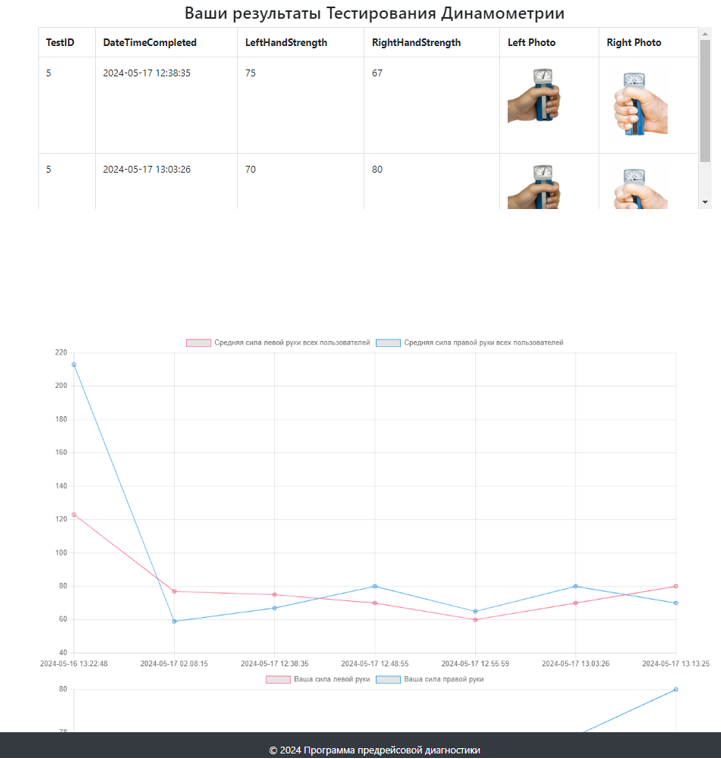 Ваши результаты Тестирования Динамометрии
TestID DateTimeCompleted LeftHandStrength RightHandStrength Left Photo Right Photo
5 2024-05-17 12:38:35 75 67
5 2024-05-17 13:03:26 70 80
Средняя сила левой руки всех пользователей Средняя сила правой руки всех пользователей
220
200
180
160
140
120
100
80
60
40
2024-05-16 13:22:48 2024-05-17 02:08:15 2024-05-17 12:38:35 2024-05-17 12:48:55 2024-05-17 12:55:59 2024-05-17 13:03:26 2024-05-17 13:13:25
Ваша сила левой руки Ваша сила правой руки
80
78
© 2024 Программа предрейсовой диагностики